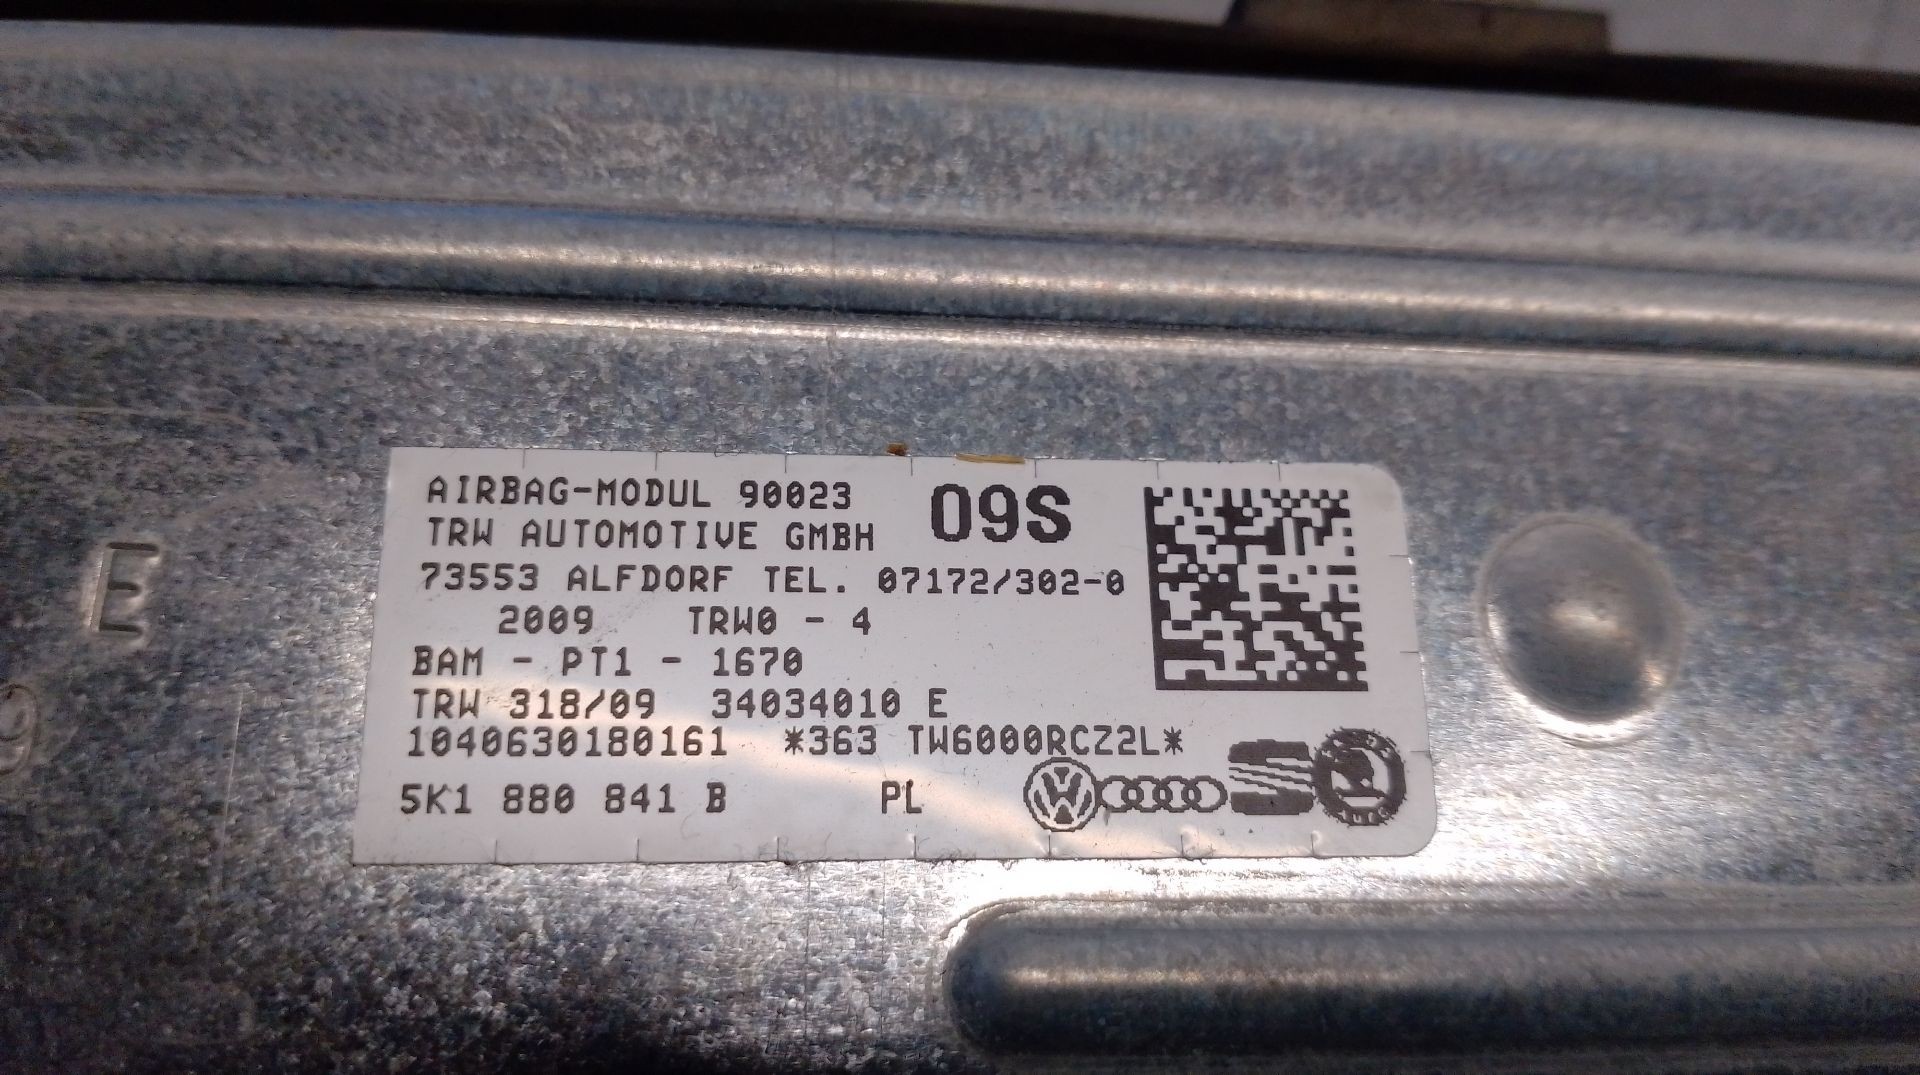 AIRBAG-MODUL 90023 09S
TRW AUTOMOTIVE GMBH
73553 ALFDORF TEL. 07172/302-0
2009 TRW0 - 4
BAM - PT1 - 1670
TRW 318/09 34034010 E
1040630180161 *363 TW6000RCZ2L*
5K1 880 841 B PL
E
9